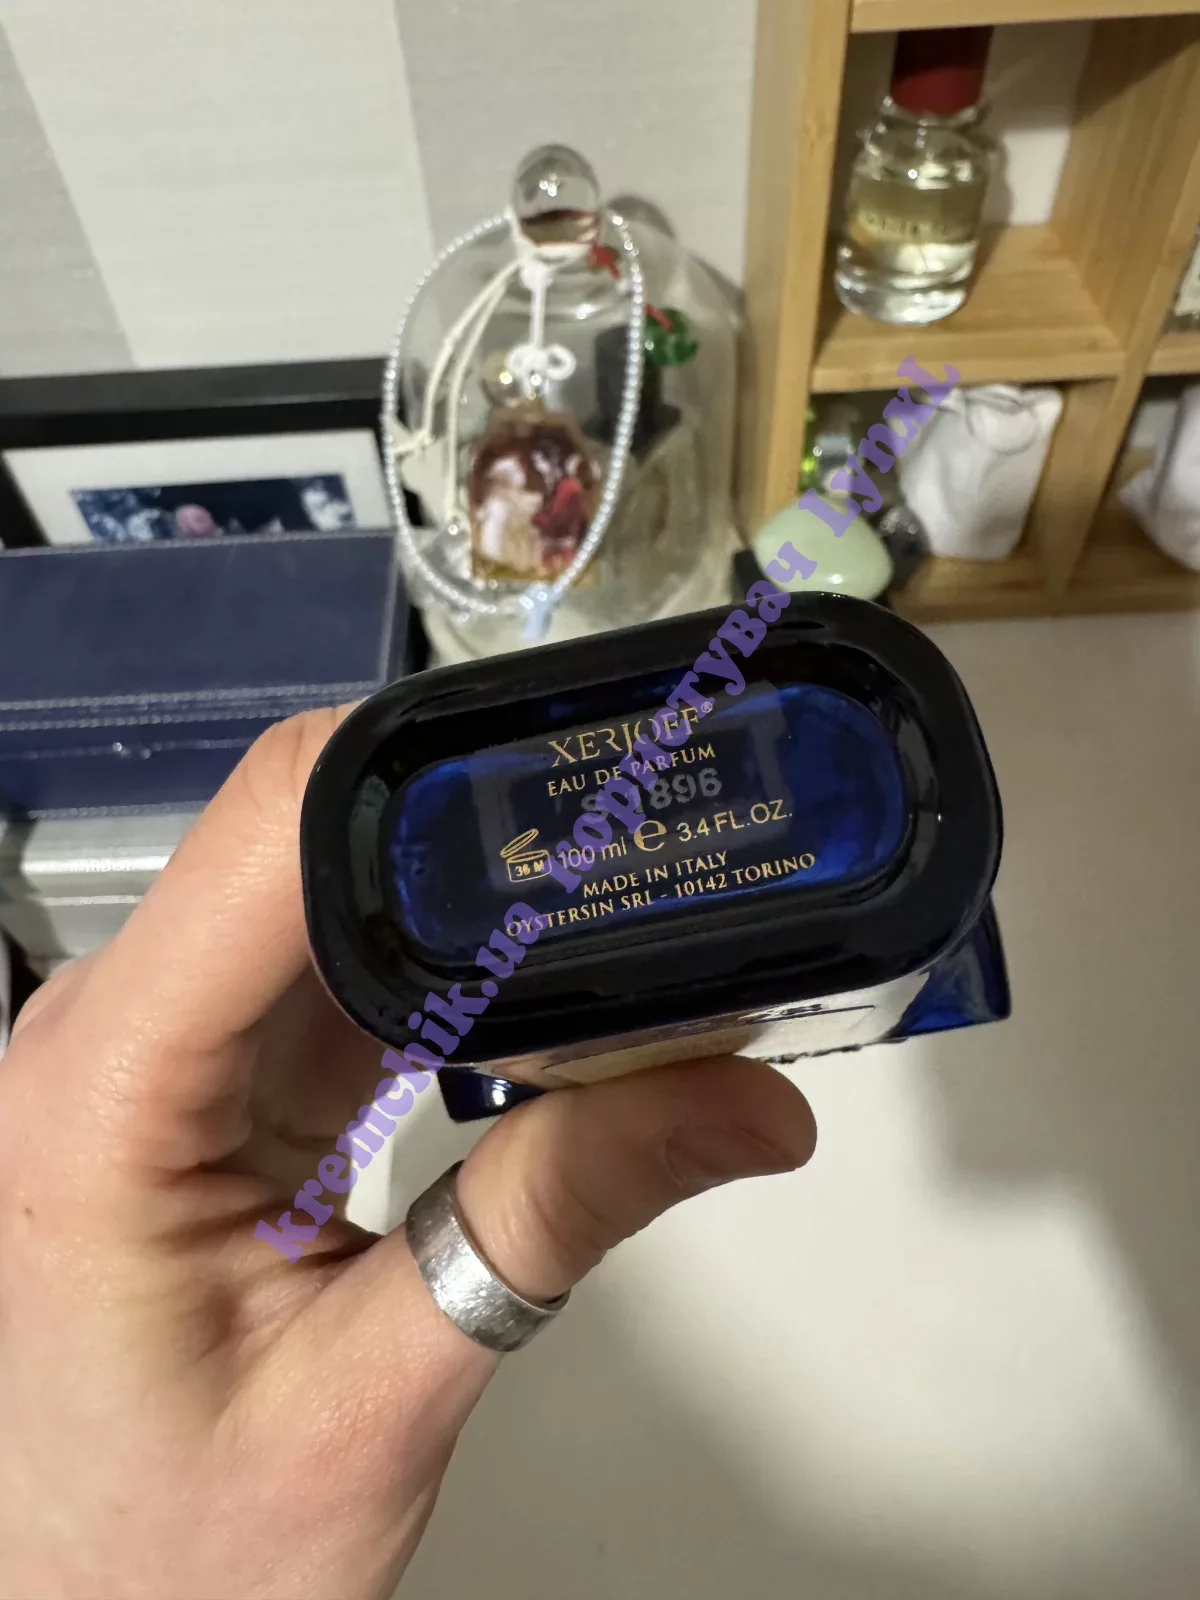 XERJOFF®
EAU DE PARFUM
1896
36 M 100 ml e 3.4 FL.OZ.
MADE IN ITALY
OYSTERSIN SRL - 10142 TORINO
kremchik.ua користувач LynxL